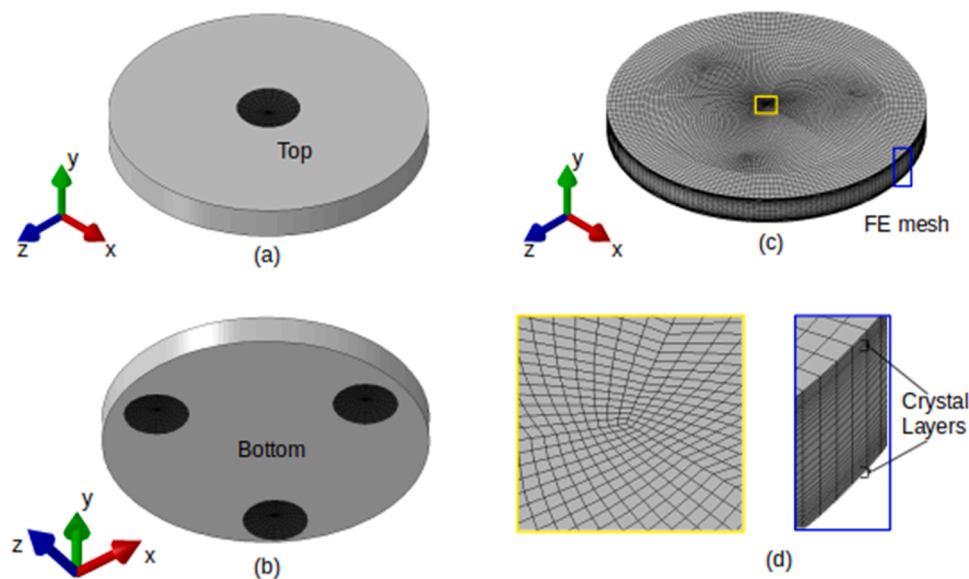 Top
y
z
x
(a)
y
z
x
FE mesh
(c)
Bottom
y
z
x
(b)
Crystal
Layers
(d)